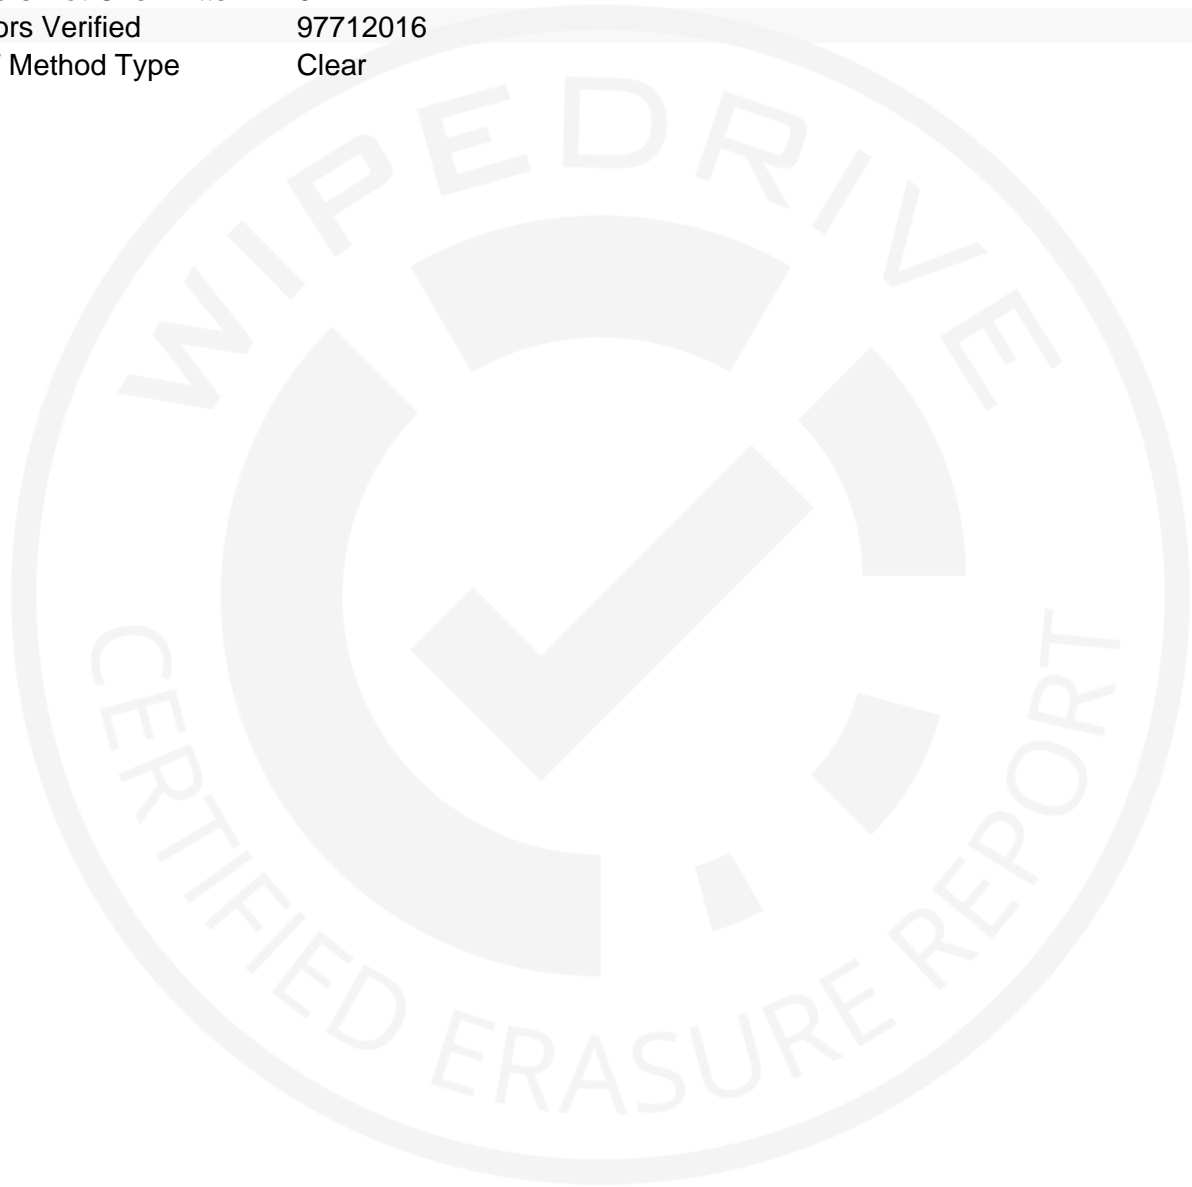 ors Verified 97712016
Method Type Clear
WIPEDRIVE
CERTIFIED ERASURE REPORT